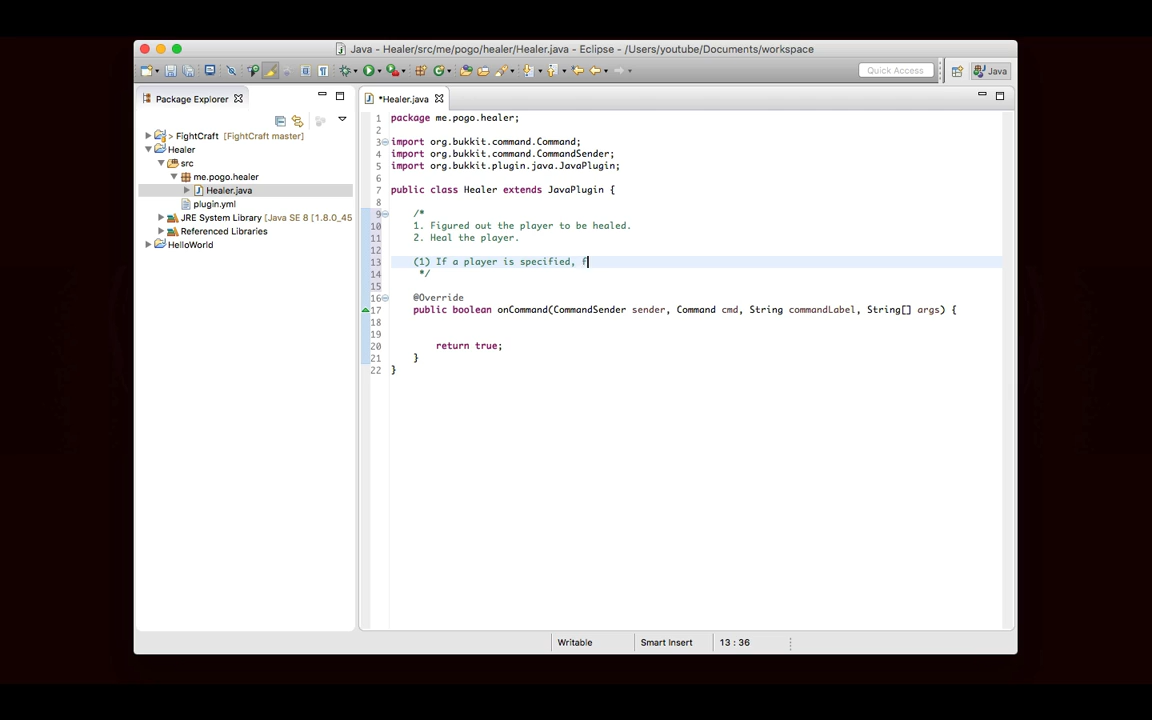 Java - Healer/src/me/pogo/healer/Healer.java - Eclipse - /Users/youtube/Documents/workspace
Quick Access
Java
Package Explorer
> FightCraft [FightCraft master]
Healer
src
me.pogo.healer
Healer.java
plugin.yml
JRE System Library [Java SE 8 [1.8.0_45
Referenced Libraries
HelloWorld
*Healer.java
1 package me.pogo.healer;
2
3 import org.bukkit.command.Command;
4 import org.bukkit.command.CommandSender;
5 import org.bukkit.plugin.java.JavaPlugin;
6
7 public class Healer extends JavaPlugin {
8
9 /*
10 1. Figured out the player to be healed.
11 2. Heal the player.
12
13 (1) If a player is specified, f
14 */
15
16 @Override
17 public boolean onCommand(CommandSender sender, Command cmd, String commandLabel, String[] args) {
18
19
20 return true;
21 }
22 }
Writable
Smart Insert
13 : 36